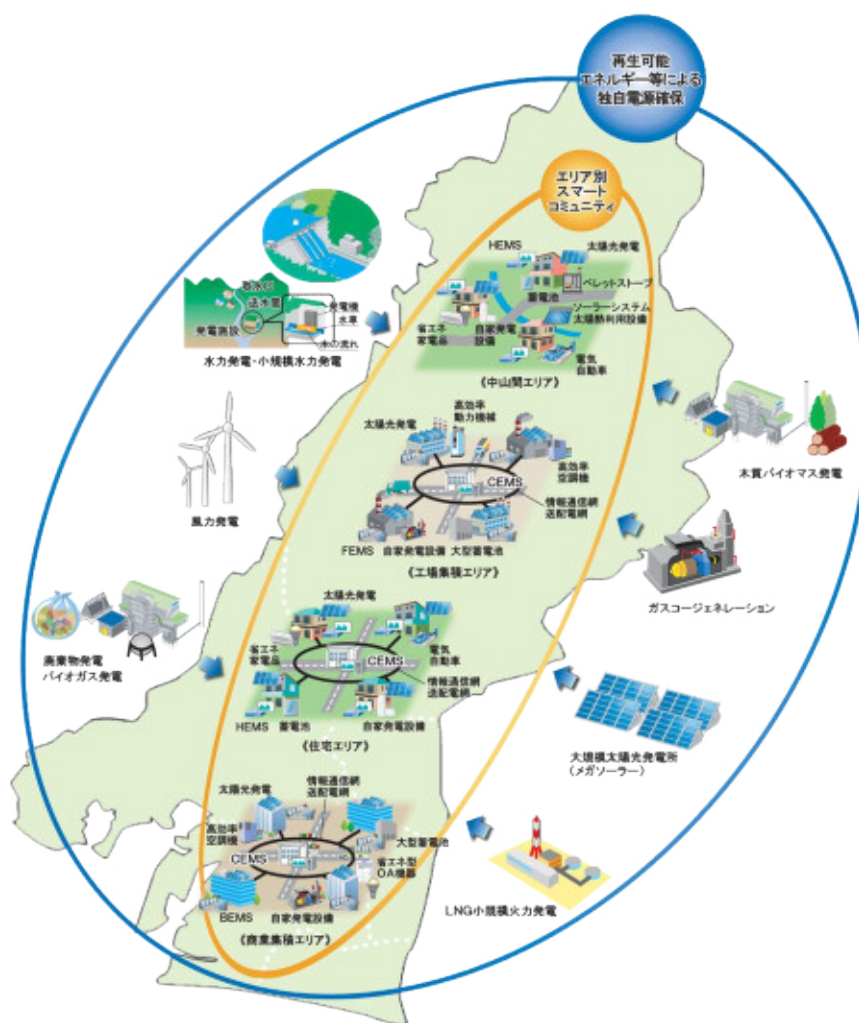 再生可能
エネルギー等による
独自電源確保
エリア別
スマート
コミュニティ
HEMS
太陽光発電
蓄電池
ペレットストーブ
省エネ
家電品
自家発電
設備
ソーラーシステム
太陽熱利用設備
電気
自動車
《中山間エリア》
取水口
送水管
発電施設
発電機
水車
水の流れ
水力発電・小規模水力発電
風力発電
木質バイオマス発電
太陽光発電
高効率
動力機械
高効率
空調機
CEMS
情報通信網
送配電網
FEMS
自家発電設備
大型蓄電池
《工場集積エリア》
ガスコージェネレーション
廃棄物発電
バイオガス発電
太陽光発電
省エネ
家電品
電気
自動車
CEMS
情報通信網
送配電網
HEMS
蓄電池
自家発電設備
《住宅エリア》
大規模太陽光発電所
（メガソーラー）
太陽光発電
情報通信網
送配電網
高効率
空調機
大型蓄電池
CEMS
省エネ型
OA機器
BEMS
自家発電設備
《商業集積エリア》
LNG小規模火力発電